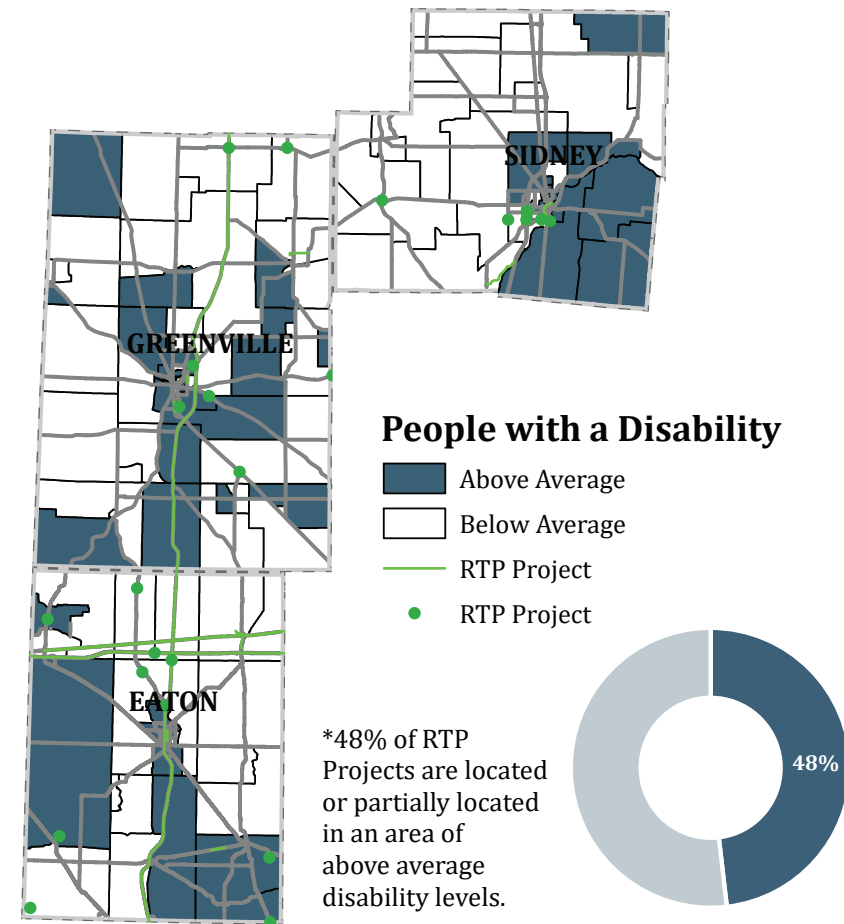 SIDNEY
GREENVILLE
People with a Disability
Above Average
Below Average
RTP Project
RTP Project
EATON
*48% of RTP
Projects are located
or partially located
in an area of
above average
disability levels.
48%